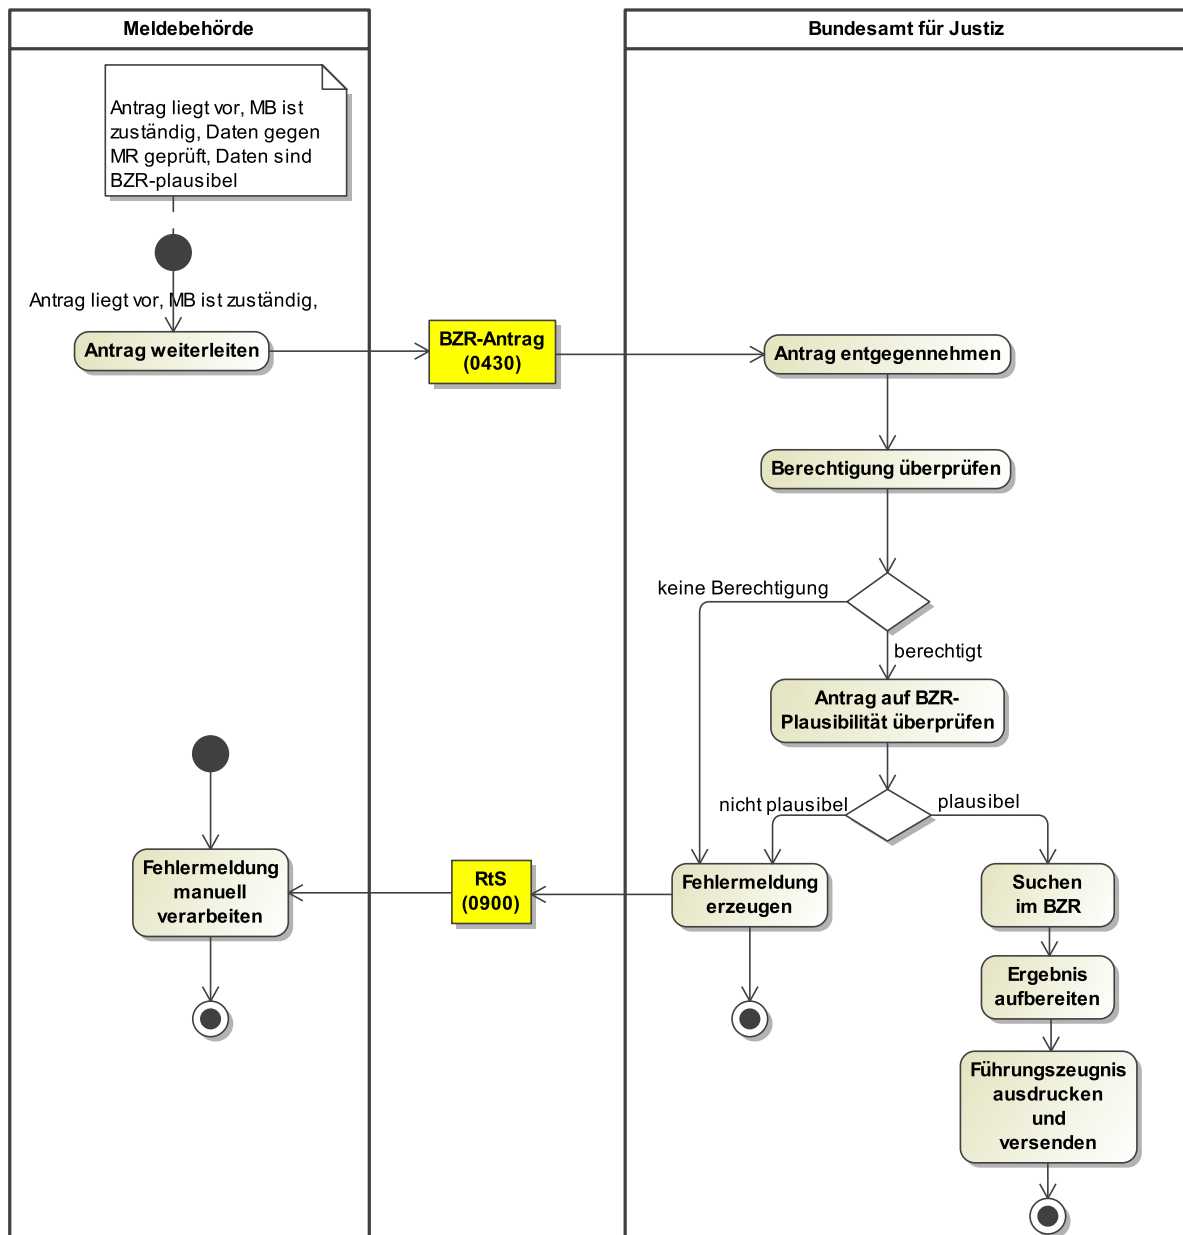 Meldebehörde
Bundesamt für Justiz
Antrag liegt vor, MB ist
zuständig, Daten gegen
MR geprüft, Daten sind
BZR-plausibel
Antrag liegt vor, MB ist zuständig,
Antrag weiterleiten
BZR-Antrag
(0430)
Antrag entgegennehmen
Berechtigung überprüfen
keine Berechtigung
berechtigt
Antrag auf BZR-
Plausibilität überprüfen
nicht plausibel
plausibel
Fehlermeldung
manuell
verarbeiten
RtS
(0900)
Fehlermeldung
erzeugen
Suchen
im BZR
Ergebnis
aufbereiten
Führungszeugnis
ausdrucken
und
versenden